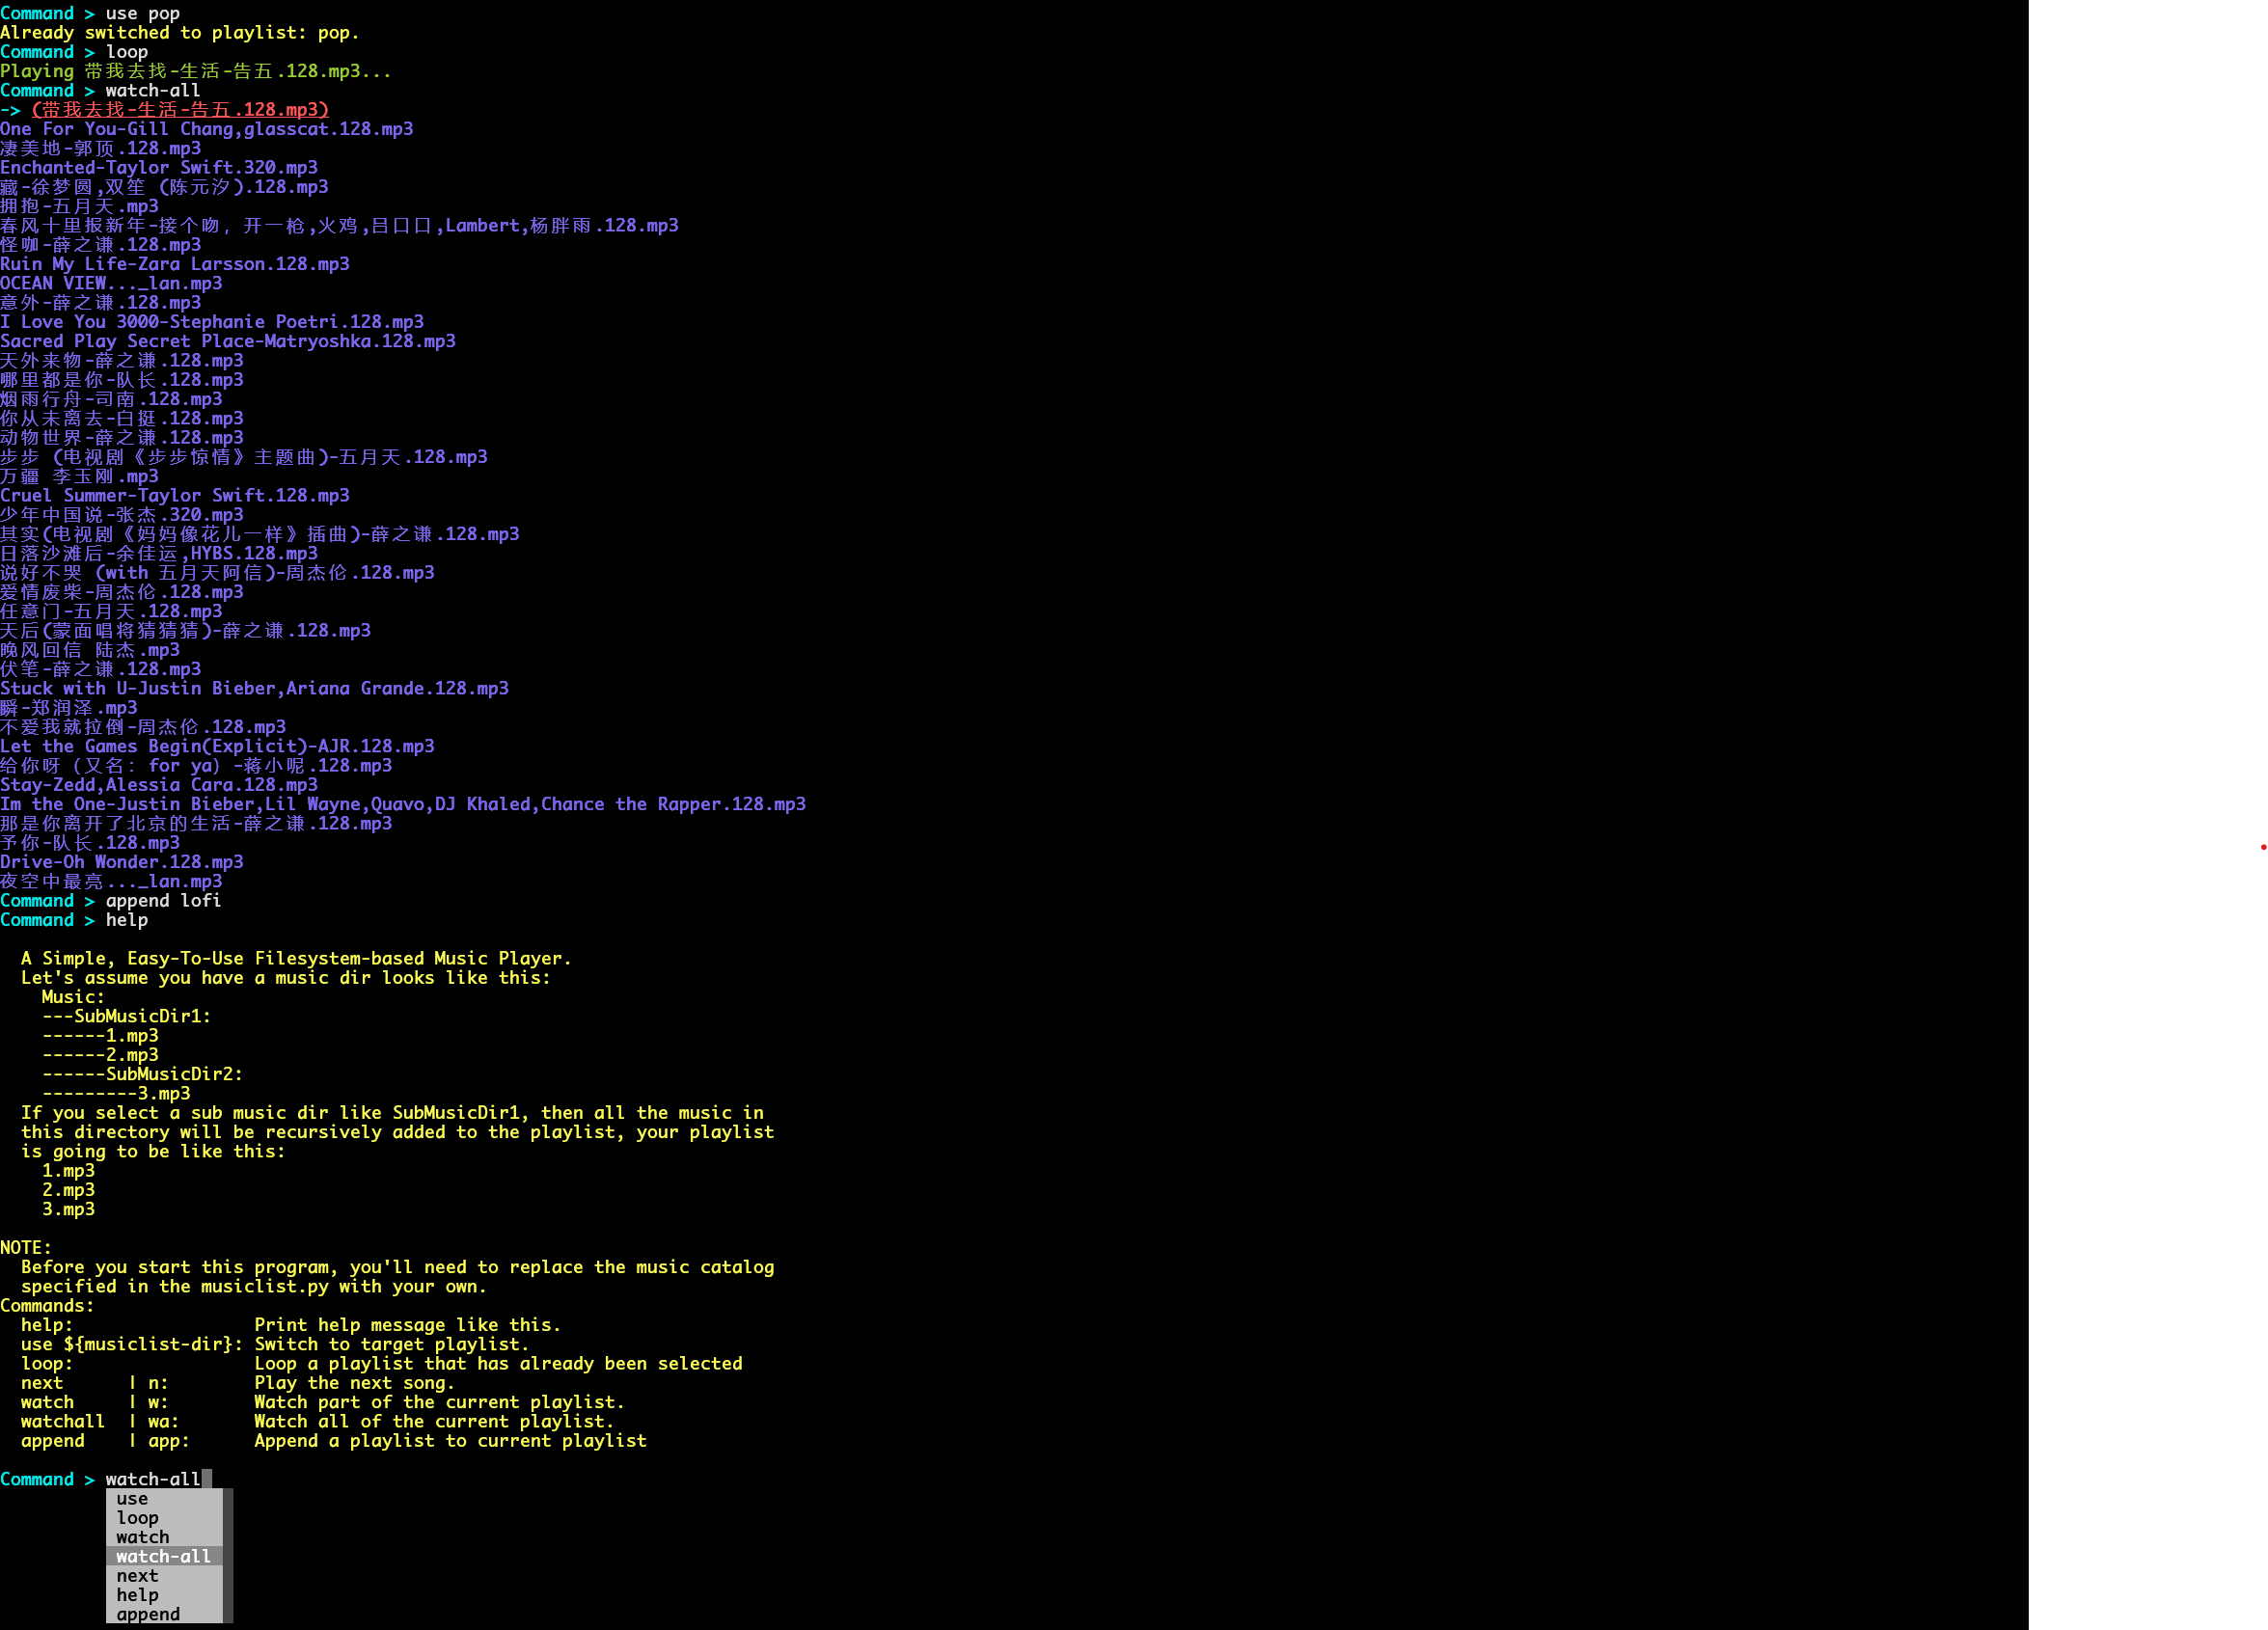 Command > use pop
Already switched to playlist: pop.
Command > loop
Playing 带我去找-生活-告五.128.mp3...
Command > watch-all
-> (带我去找-生活-告五.128.mp3)
One For You-Gill Chang,glasscat.128.mp3
凄美地-郭顶.128.mp3
Enchanted-Taylor Swift.320.mp3
藏-徐梦圆,双笙 (陈元汐).128.mp3
拥抱-五月天.mp3
春风十里报新年-接个吻，开一枪,火鸡,吕口口,Lambert,杨胖雨.128.mp3
怪咖-薛之谦.128.mp3
Ruin My Life-Zara Larsson.128.mp3
OCEAN VIEW..._lan.mp3
意外-薛之谦.128.mp3
I Love You 3000-Stephanie Poetri.128.mp3
Sacred Play Secret Place-Matryoshka.128.mp3
天外来物-薛之谦.128.mp3
哪里都是你-队长.128.mp3
烟雨行舟-司南.128.mp3
你从未离去-白挺.128.mp3
动物世界-薛之谦.128.mp3
步步 (电视剧《步步惊情》主题曲)-五月天.128.mp3
万疆 李玉刚.mp3
Cruel Summer-Taylor Swift.128.mp3
少年中国说-张杰.320.mp3
其实(电视剧《妈妈像花儿一样》插曲)-薛之谦.128.mp3
日落沙滩后-余佳运,HYBS.128.mp3
说好不哭 (with 五月天阿信)-周杰伦.128.mp3
爱情废柴-周杰伦.128.mp3
任意门-五月天.128.mp3
天后(蒙面唱将猜猜猜)-薛之谦.128.mp3
晚风回信 陆杰.mp3
伏笔-薛之谦.128.mp3
Stuck with U-Justin Bieber,Ariana Grande.128.mp3
瞬-郑润泽.mp3
不爱我就拉倒-周杰伦.128.mp3
Let the Games Begin(Explicit)-AJR.128.mp3
给你呀（又名：for ya）-蒋小呢.128.mp3
Stay-Zedd,Alessia Cara.128.mp3
Im the One-Justin Bieber,Lil Wayne,Quavo,DJ Khaled,Chance the Rapper.128.mp3
那是你离开了北京的生活-薛之谦.128.mp3
予你-队长.128.mp3
Drive-Oh Wonder.128.mp3
夜空中最亮..._lan.mp3
Command > append lofi
Command > help
A Simple, Easy-To-Use Filesystem-based Music Player.
Let's assume you have a music dir looks like this:
Music:
---SubMusicDir1:
------1.mp3
------2.mp3
------SubMusicDir2:
---------3.mp3
If you select a sub music dir like SubMusicDir1, then all the music in
this directory will be recursively added to the playlist, your playlist
is going to be like this:
1.mp3
2.mp3
3.mp3
NOTE:
Before you start this program, you'll need to replace the music catalog
specified in the musiclist.py with your own.
Commands:
help: Print help message like this.
use ${musiclist-dir}: Switch to target playlist.
loop: Loop a playlist that has already been selected
next | n: Play the next song.
watch | w: Watch part of the current playlist.
watchall | wa: Watch all of the current playlist.
append | app: Append a playlist to current playlist
Command > watch-all
use
loop
watch
watch-all
next
help
append